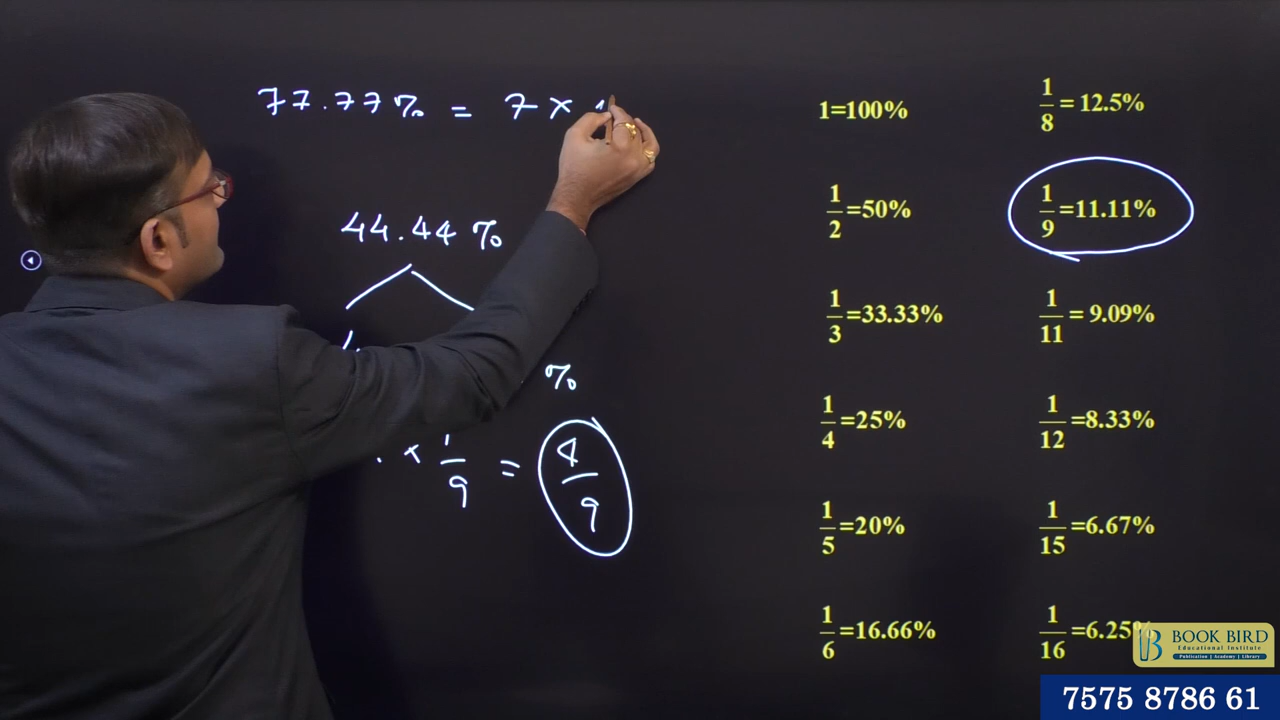 77.77% = 7 ×
44.44 %
%
× 1/9 = 4/9
1=100%
1/2 =50%
1/3 =33.33%
1/4 =25%
1/5 =20%
1/6 =16.66%
1/8 = 12.5%
1/9 =11.11%
1/11 = 9.09%
1/12 =8.33%
1/15 =6.67%
1/16 =6.25%
BOOK BIRD
Educational Institute
Publication | Academy | Library
7575 8786 61